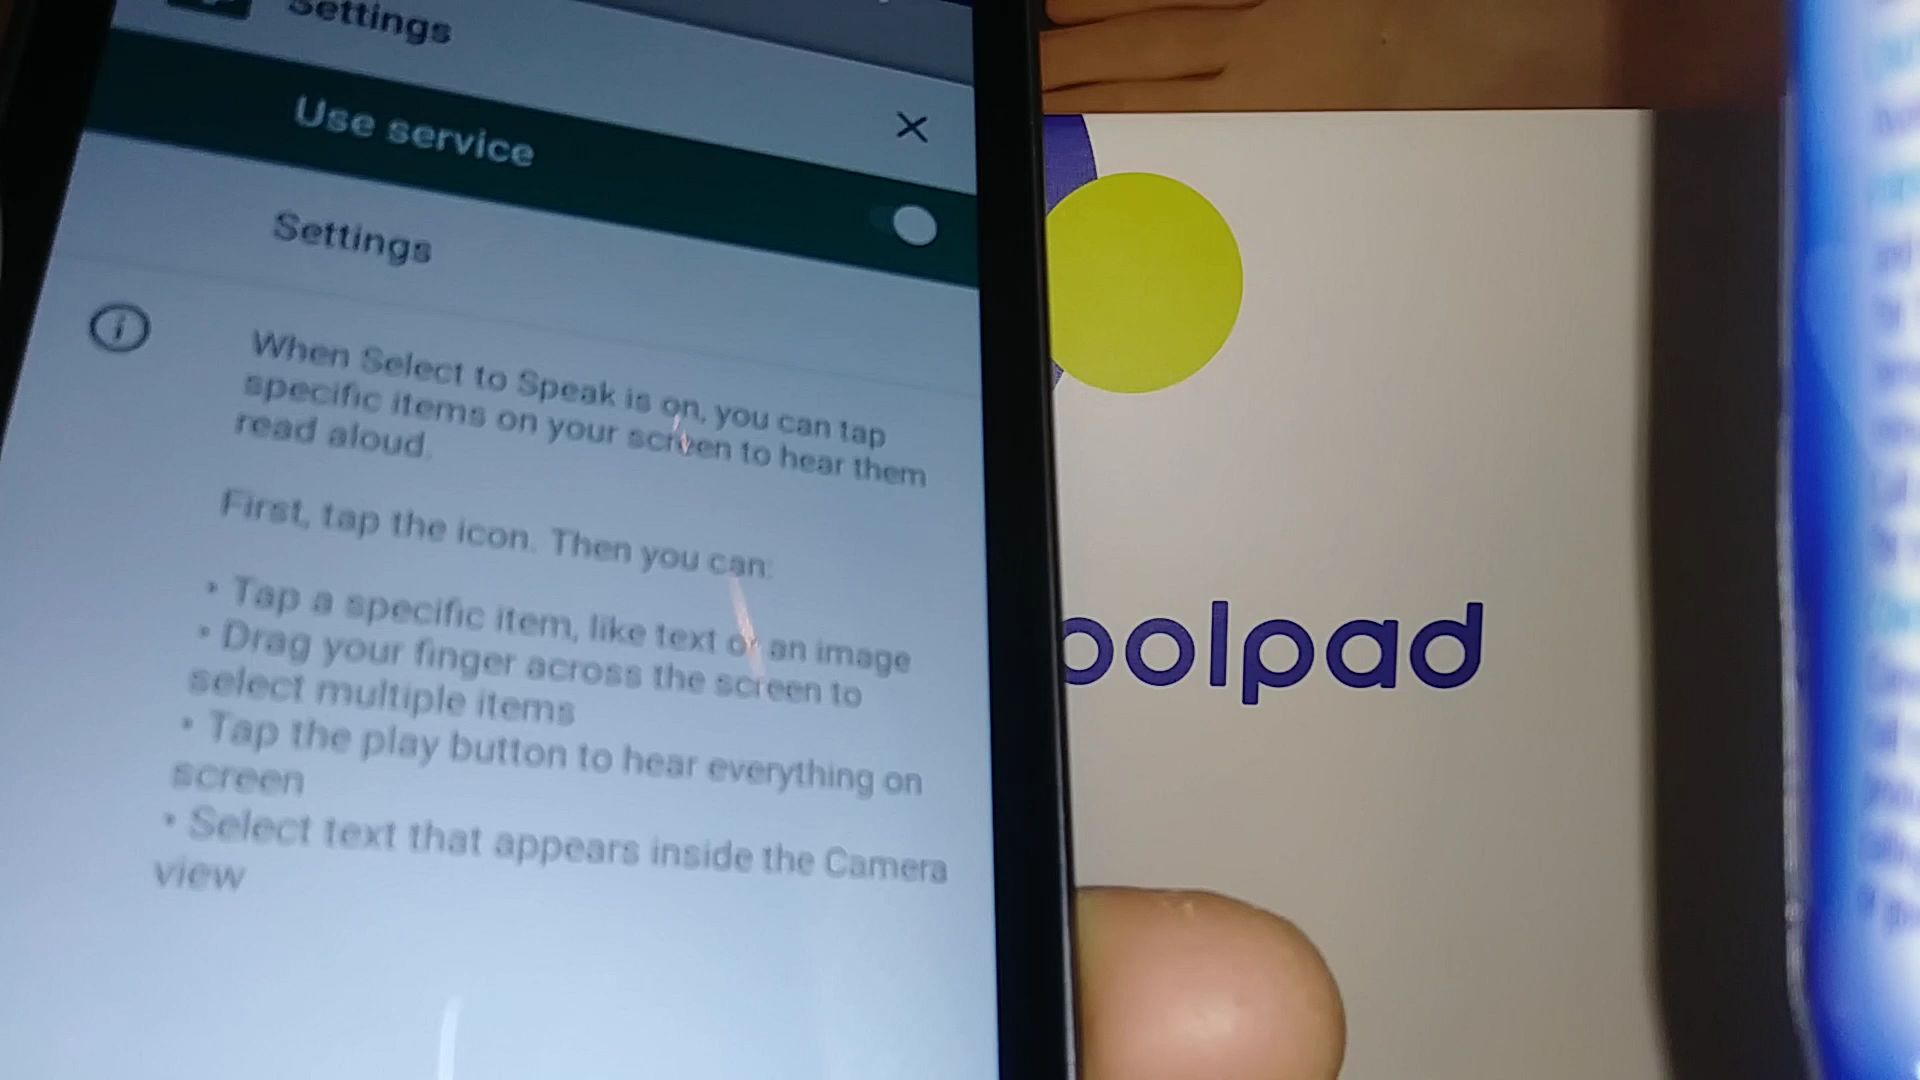 Settings
Use service
Settings
When Select to Speak is on, you can tap
specific items on your screen to hear them
read aloud.
First, tap the icon. Then you can:
• Tap a specific item, like text or an image
• Drag your finger across the screen to
select multiple items
• Tap the play button to hear everything on
screen
• Select text that appears inside the Camera
view
oolpad